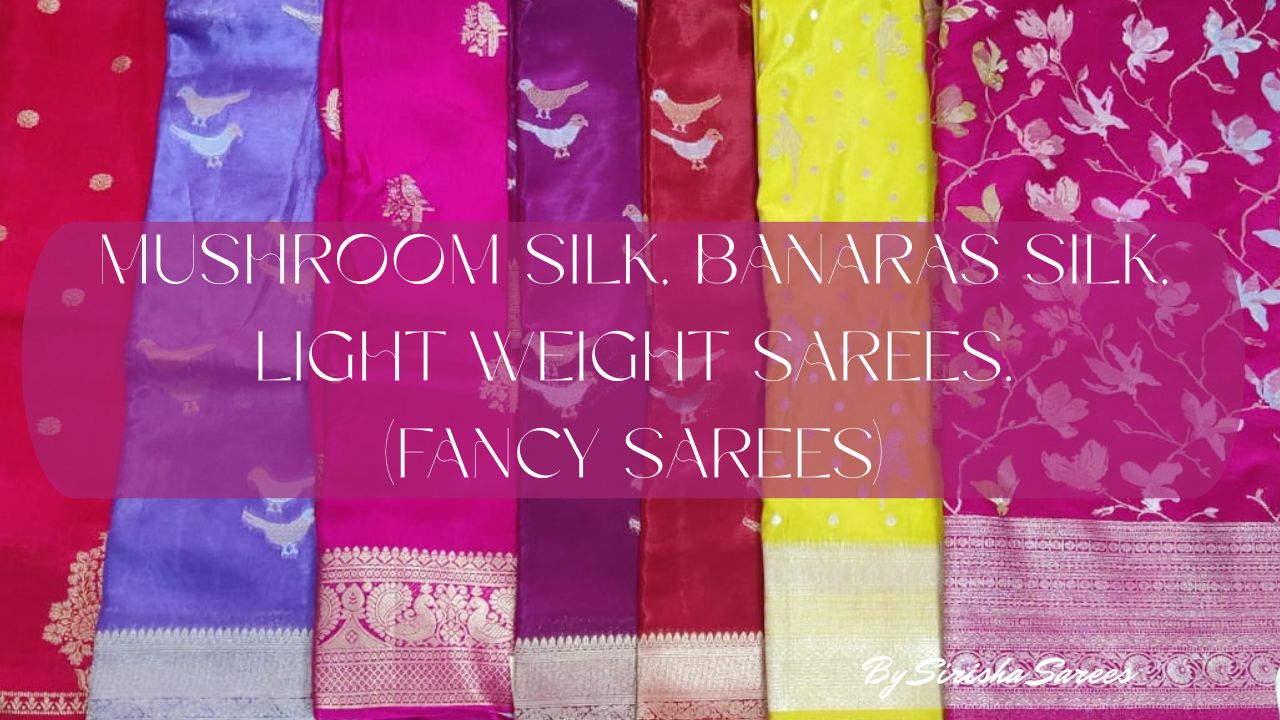 MUSHROOM SILK, BANARAS SILK,
LIGHT WEIGHT SAREES.
(FANCY SAREES)
BySirishaSarees